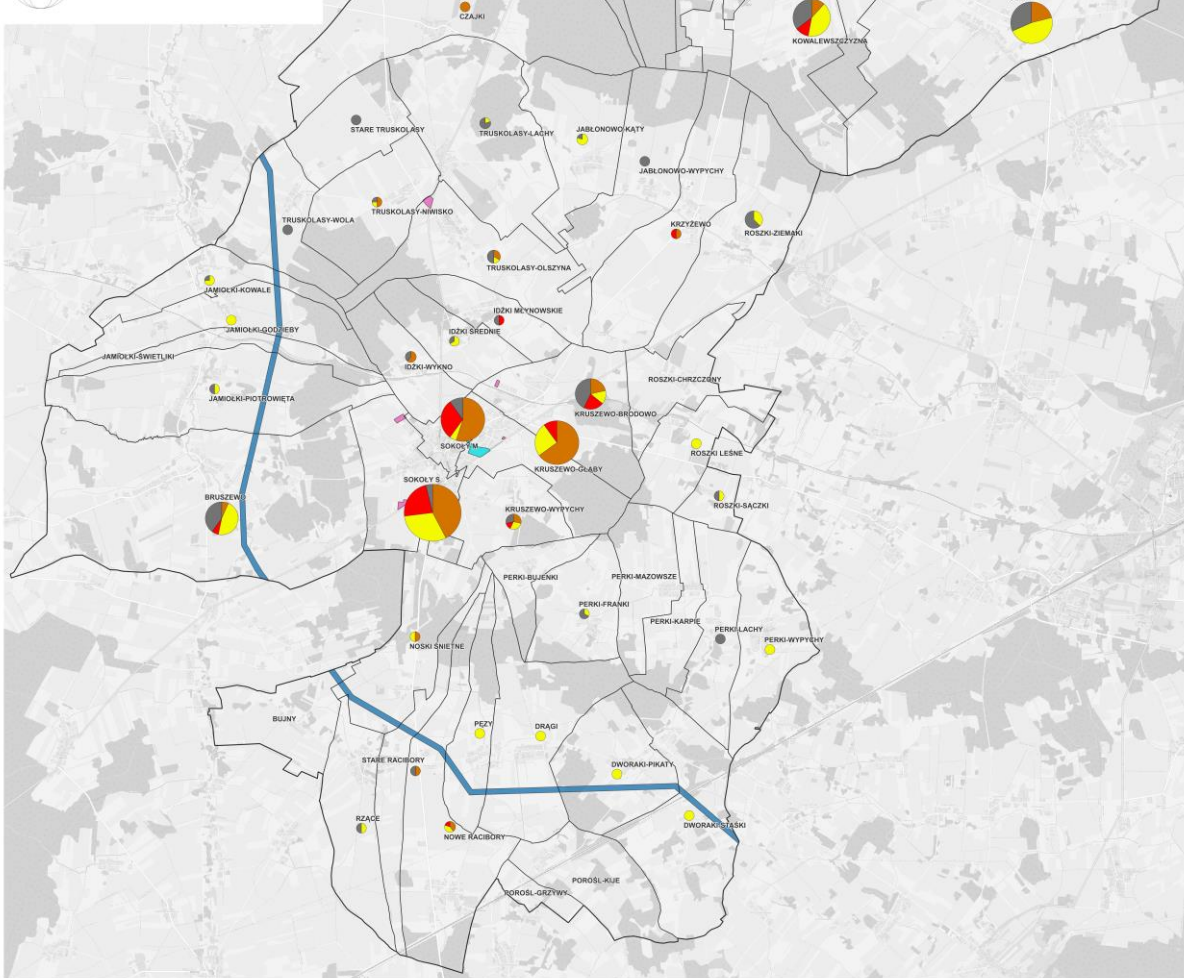 CZAJKI
KOWALEWSZCZYZNA
STARE TRUSKOLASY
TRUSKOLASY-LACHY
JABŁONOWO-KĄTY
JABŁONOWO-WYPYCHY
TRUSKOLASY-NIWISKO
TRUSKOLASY-WOLA
KRZYŻEWO
ROSZKI-ZIEMAKI
TRUSKOLASY-OLSZYNA
JAMIOŁKI-KOWALE
IDŹKI MŁYNOWSKIE
JAMIOŁKI-GODZIEBY
IDŹKI ŚREDNIE
JAMIOŁKI-ŚWIETLIKI
IDŹKI-WYKNO
ROSZKI-CHRZCZONY
JAMIOŁKI-PIOTROWIĘTA
KRUSZEWO-BRODOWO
SOKOŁY M
ROSZKI LEŚNE
KRUSZEWO-GŁĄBY
SOKOŁY S
BRUSZEWO
ROSZKI-SĄCZKI
KRUSZEWO-WYPYCHY
PERKI-BUJENKI
PERKI-MAZOWSZE
PERKI-FRANKI
PERKI-KARPIE
PERKI-LACHY
PERKI-WYPYCHY
NOSKI ŚNIETNE
BUJNY
PĘZY
DRĄGI
STARE RACIBORY
DWORAKI-PIKATY
RZĄCE
NOWE RACIBORY
DWORAKI-STAŚKI
POROŚL-KIJE
POROŚL-GRZYWY